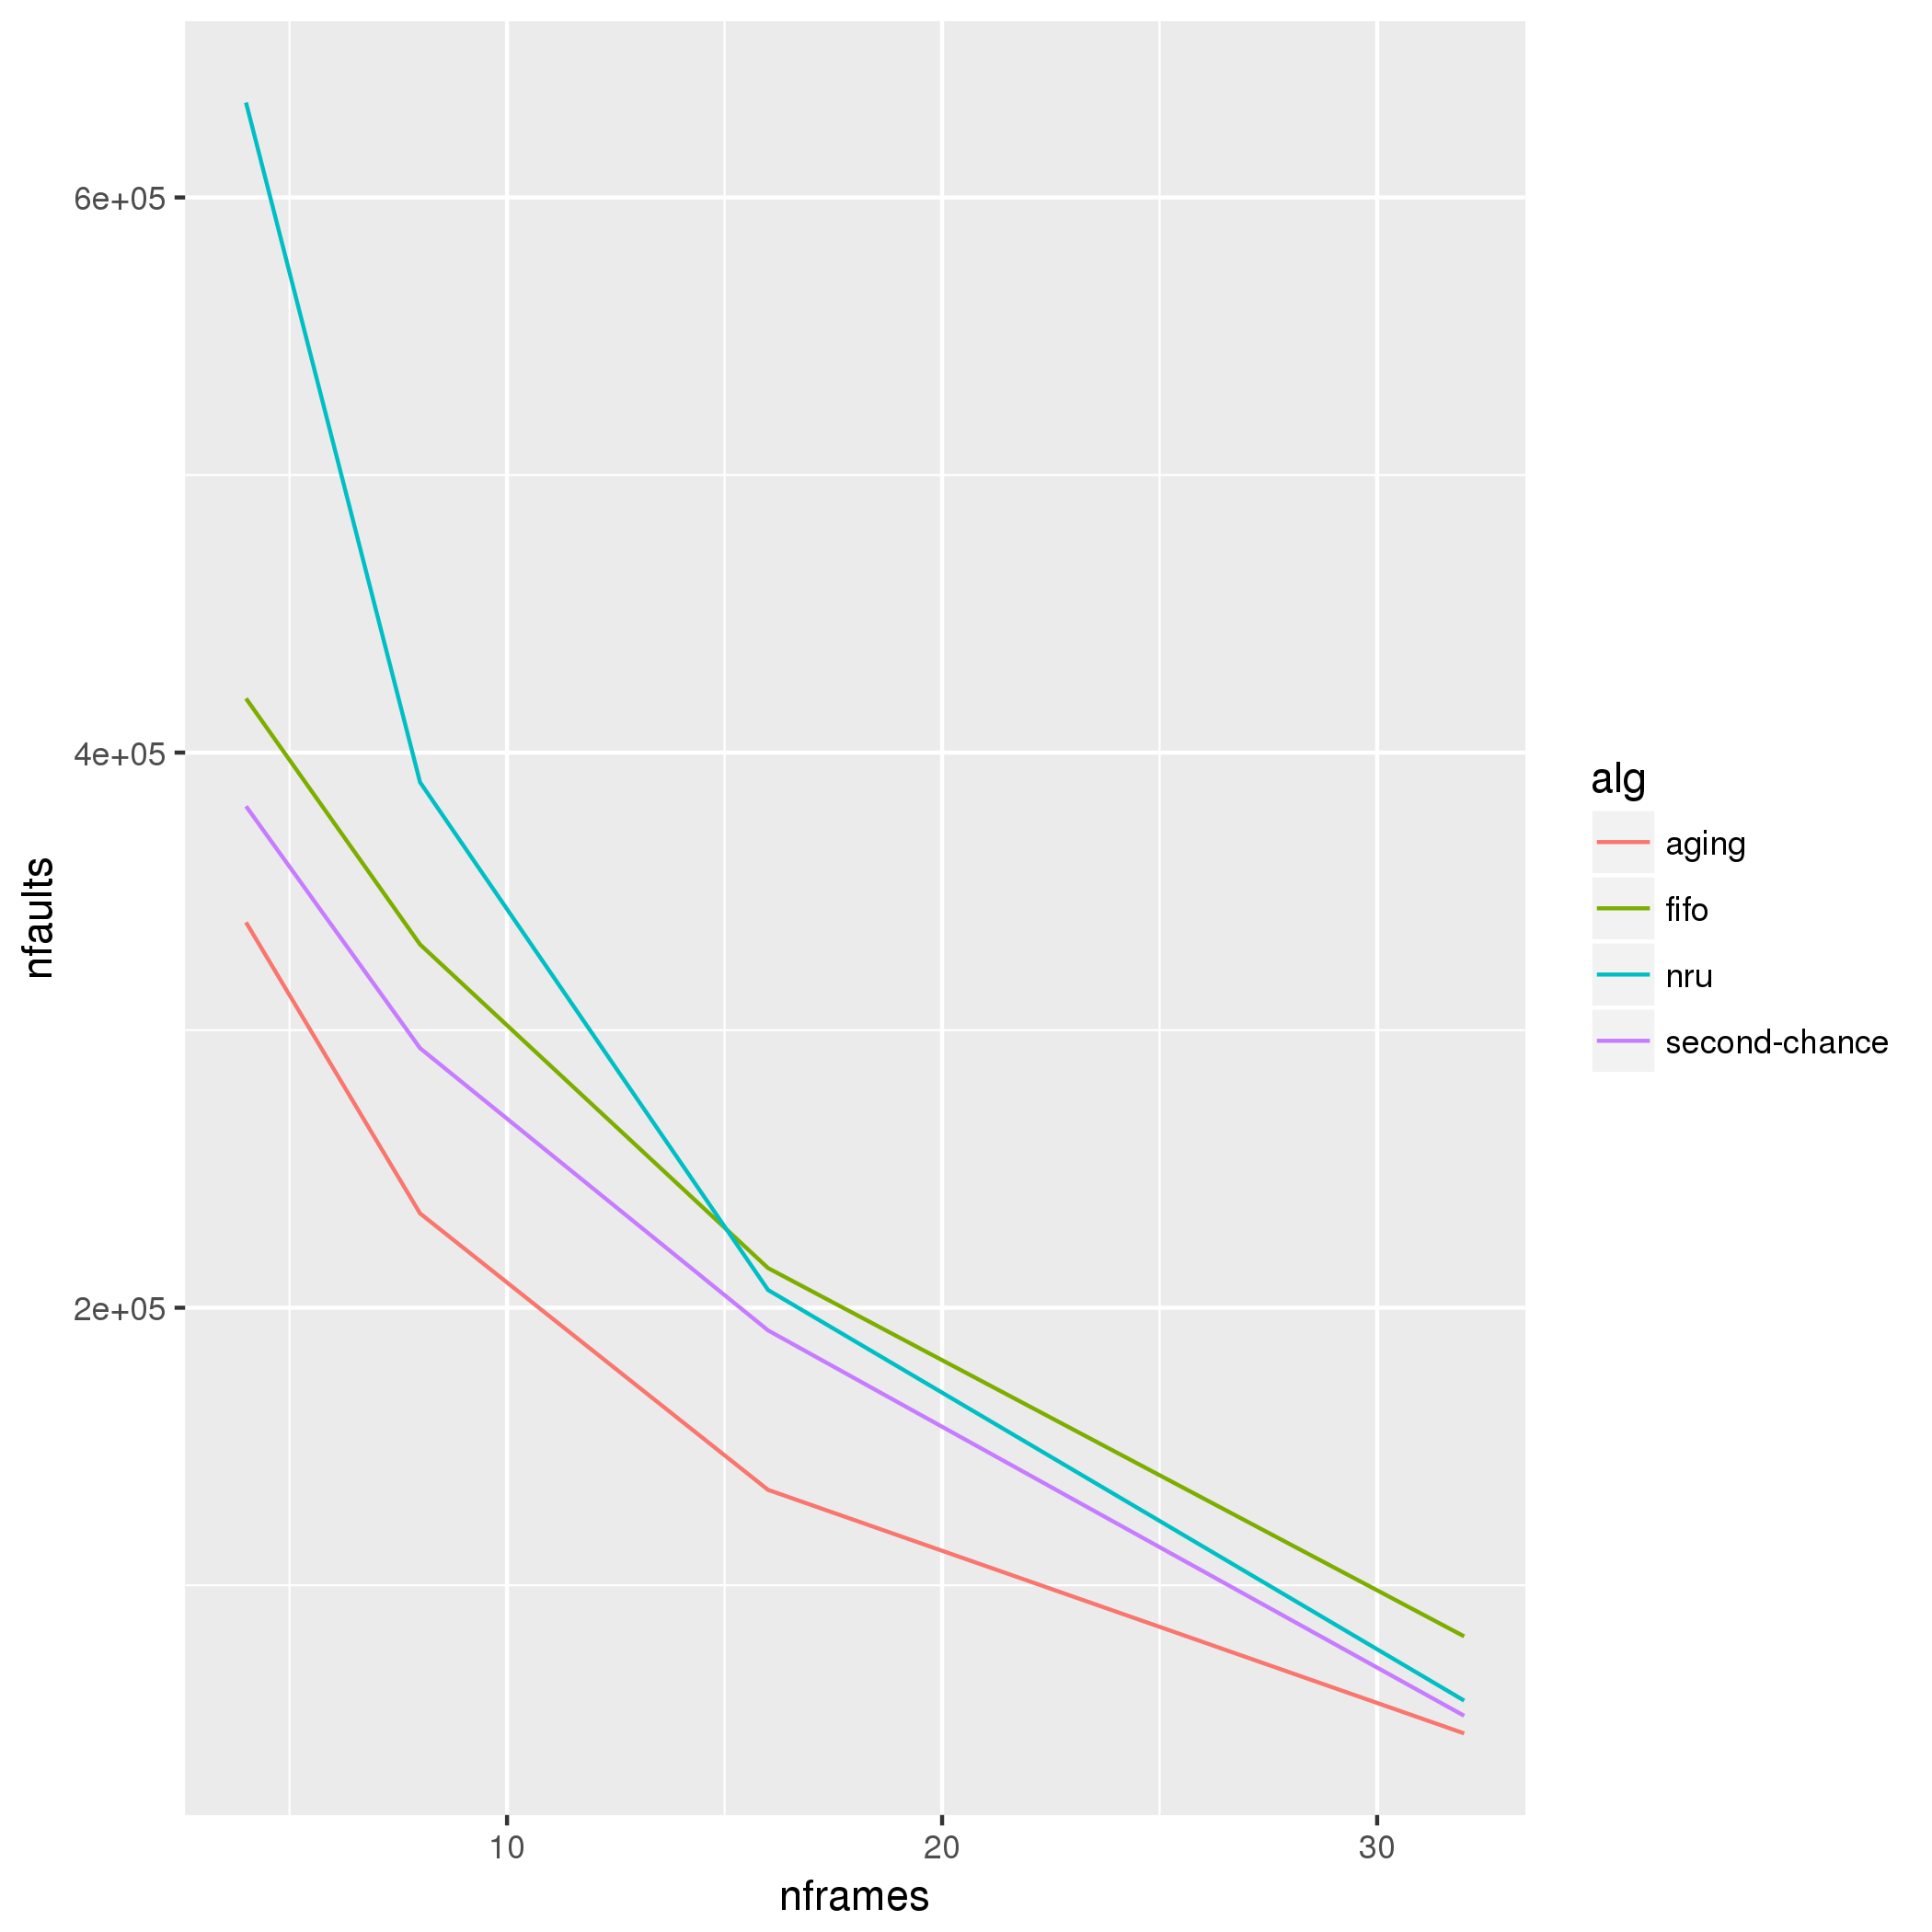 6e+05
4e+05
2e+05
nfaults
10
20
30
nframes
alg
aging
fifo
nru
second-chance